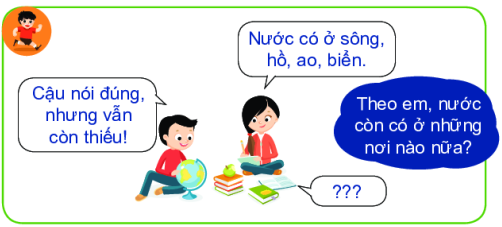 Nước có ở sông,
hồ, ao, biển.
Cậu nói đúng,
nhưng vẫn
còn thiếu!
Theo em, nước
còn có ở những
nơi nào nữa?
???